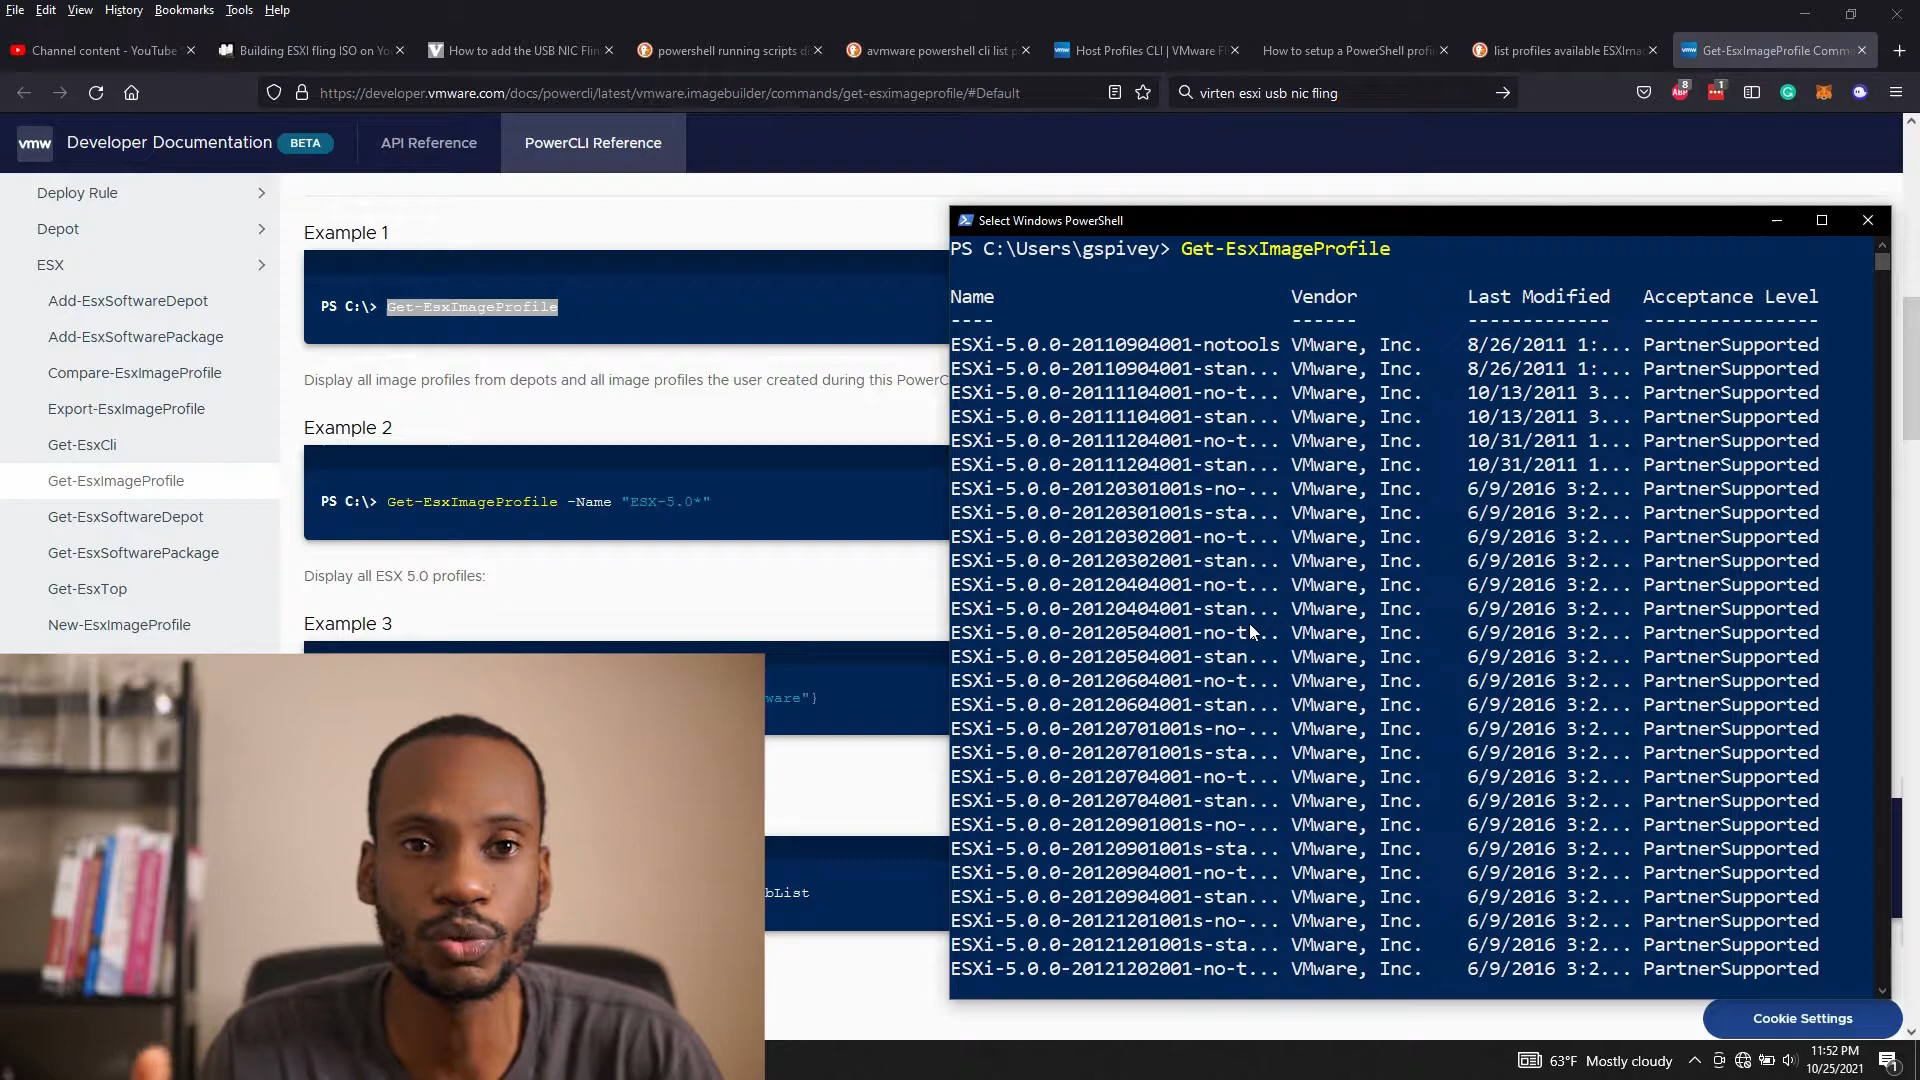 File Edit View History Bookmarks Tools Help
Channel content - YouTube
Building ESXI fling ISO on Yo
How to add the USB NIC Flin
powershell running scripts di
avmware powershell cli list p
Host Profiles CLI | VMware F
How to setup a PowerShell profi
list profiles available ESXIma
Get-EsxImageProfile Comm
https://developer.vmware.com/docs/powercli/latest/vmware.imagebuilder/commands/get-esximageprofile/#Default
virten esxi usb nic fling
8
ABP
1
vmw Developer Documentation BETA API Reference PowerCLI Reference
Deploy Rule
Depot
ESX
Add-EsxSoftwareDepot
Add-EsxSoftwarePackage
Compare-EsxImageProfile
Export-EsxImageProfile
Get-EsxCli
Get-EsxImageProfile
Get-EsxSoftwareDepot
Get-EsxSoftwarePackage
Get-EsxTop
New-EsxImageProfile
Example 1
PS C:\> Get-EsxImageProfile
Display all image profiles from depots and all image profiles the user created during this PowerC
Example 2
PS C:\> Get-EsxImageProfile -Name "ESX-5.0*"
Display all ESX 5.0 profiles:
Example 3
ware"}
bList
Select Windows PowerShell
PS C:\Users\gspivey> Get-EsxImageProfile
Name Vendor Last Modified Acceptance Level
---- ------ ------------- ----------------
ESXi-5.0.0-20110904001-notools VMware, Inc. 8/26/2011 1:... PartnerSupported
ESXi-5.0.0-20110904001-stan... VMware, Inc. 8/26/2011 1:... PartnerSupported
ESXi-5.0.0-20111104001-no-t... VMware, Inc. 10/13/2011 3... PartnerSupported
ESXi-5.0.0-20111104001-stan... VMware, Inc. 10/13/2011 3... PartnerSupported
ESXi-5.0.0-20111204001-no-t... VMware, Inc. 10/31/2011 1... PartnerSupported
ESXi-5.0.0-20111204001-stan... VMware, Inc. 10/31/2011 1... PartnerSupported
ESXi-5.0.0-20120301001s-no-... VMware, Inc. 6/9/2016 3:2... PartnerSupported
ESXi-5.0.0-20120301001s-sta... VMware, Inc. 6/9/2016 3:2... PartnerSupported
ESXi-5.0.0-20120302001-no-t... VMware, Inc. 6/9/2016 3:2... PartnerSupported
ESXi-5.0.0-20120302001-stan... VMware, Inc. 6/9/2016 3:2... PartnerSupported
ESXi-5.0.0-20120404001-no-t... VMware, Inc. 6/9/2016 3:2... PartnerSupported
ESXi-5.0.0-20120404001-stan... VMware, Inc. 6/9/2016 3:2... PartnerSupported
ESXi-5.0.0-20120504001-no-t... VMware, Inc. 6/9/2016 3:2... PartnerSupported
ESXi-5.0.0-20120504001-stan... VMware, Inc. 6/9/2016 3:2... PartnerSupported
ESXi-5.0.0-20120604001-no-t... VMware, Inc. 6/9/2016 3:2... PartnerSupported
ESXi-5.0.0-20120604001-stan... VMware, Inc. 6/9/2016 3:2... PartnerSupported
ESXi-5.0.0-20120701001s-no-... VMware, Inc. 6/9/2016 3:2... PartnerSupported
ESXi-5.0.0-20120701001s-sta... VMware, Inc. 6/9/2016 3:2... PartnerSupported
ESXi-5.0.0-20120704001-no-t... VMware, Inc. 6/9/2016 3:2... PartnerSupported
ESXi-5.0.0-20120704001-stan... VMware, Inc. 6/9/2016 3:2... PartnerSupported
ESXi-5.0.0-20120901001s-no-... VMware, Inc. 6/9/2016 3:2... PartnerSupported
ESXi-5.0.0-20120901001s-sta... VMware, Inc. 6/9/2016 3:2... PartnerSupported
ESXi-5.0.0-20120904001-no-t... VMware, Inc. 6/9/2016 3:2... PartnerSupported
ESXi-5.0.0-20120904001-stan... VMware, Inc. 6/9/2016 3:2... PartnerSupported
ESXi-5.0.0-20121201001s-no-... VMware, Inc. 6/9/2016 3:2... PartnerSupported
ESXi-5.0.0-20121201001s-sta... VMware, Inc. 6/9/2016 3:2... PartnerSupported
ESXi-5.0.0-20121202001-no-t... VMware, Inc. 6/9/2016 3:2... PartnerSupported
Cookie Settings
63°F Mostly cloudy
11:52 PM
10/25/2021
1